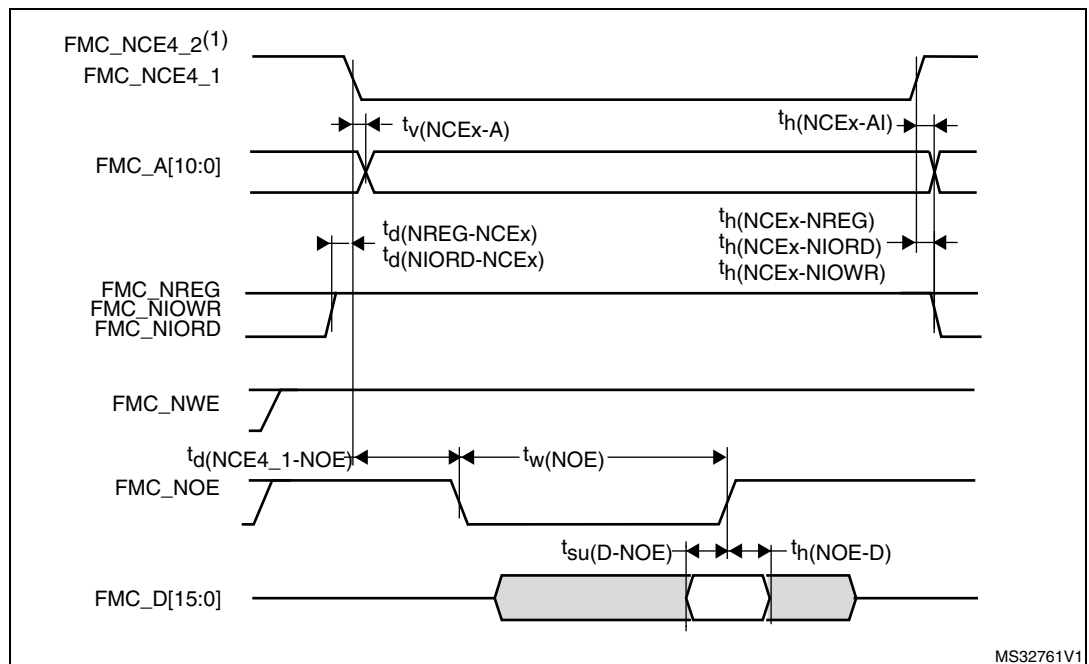 FMC_NCE4_2(1)
FMC_NCE4_1
tv(NCEx-A)
th(NCEx-AI)
FMC_A[10:0]
td(NREG-NCEx)
td(NIORD-NCEx)
th(NCEx-NREG)
th(NCEx-NIORD)
th(NCEx-NIOWR)
FMC_NREG
FMC_NIOWR
FMC_NIORD
FMC_NWE
td(NCE4_1-NOE)
tw(NOE)
FMC_NOE
tsu(D-NOE)
th(NOE-D)
FMC_D[15:0]
MS32761V1